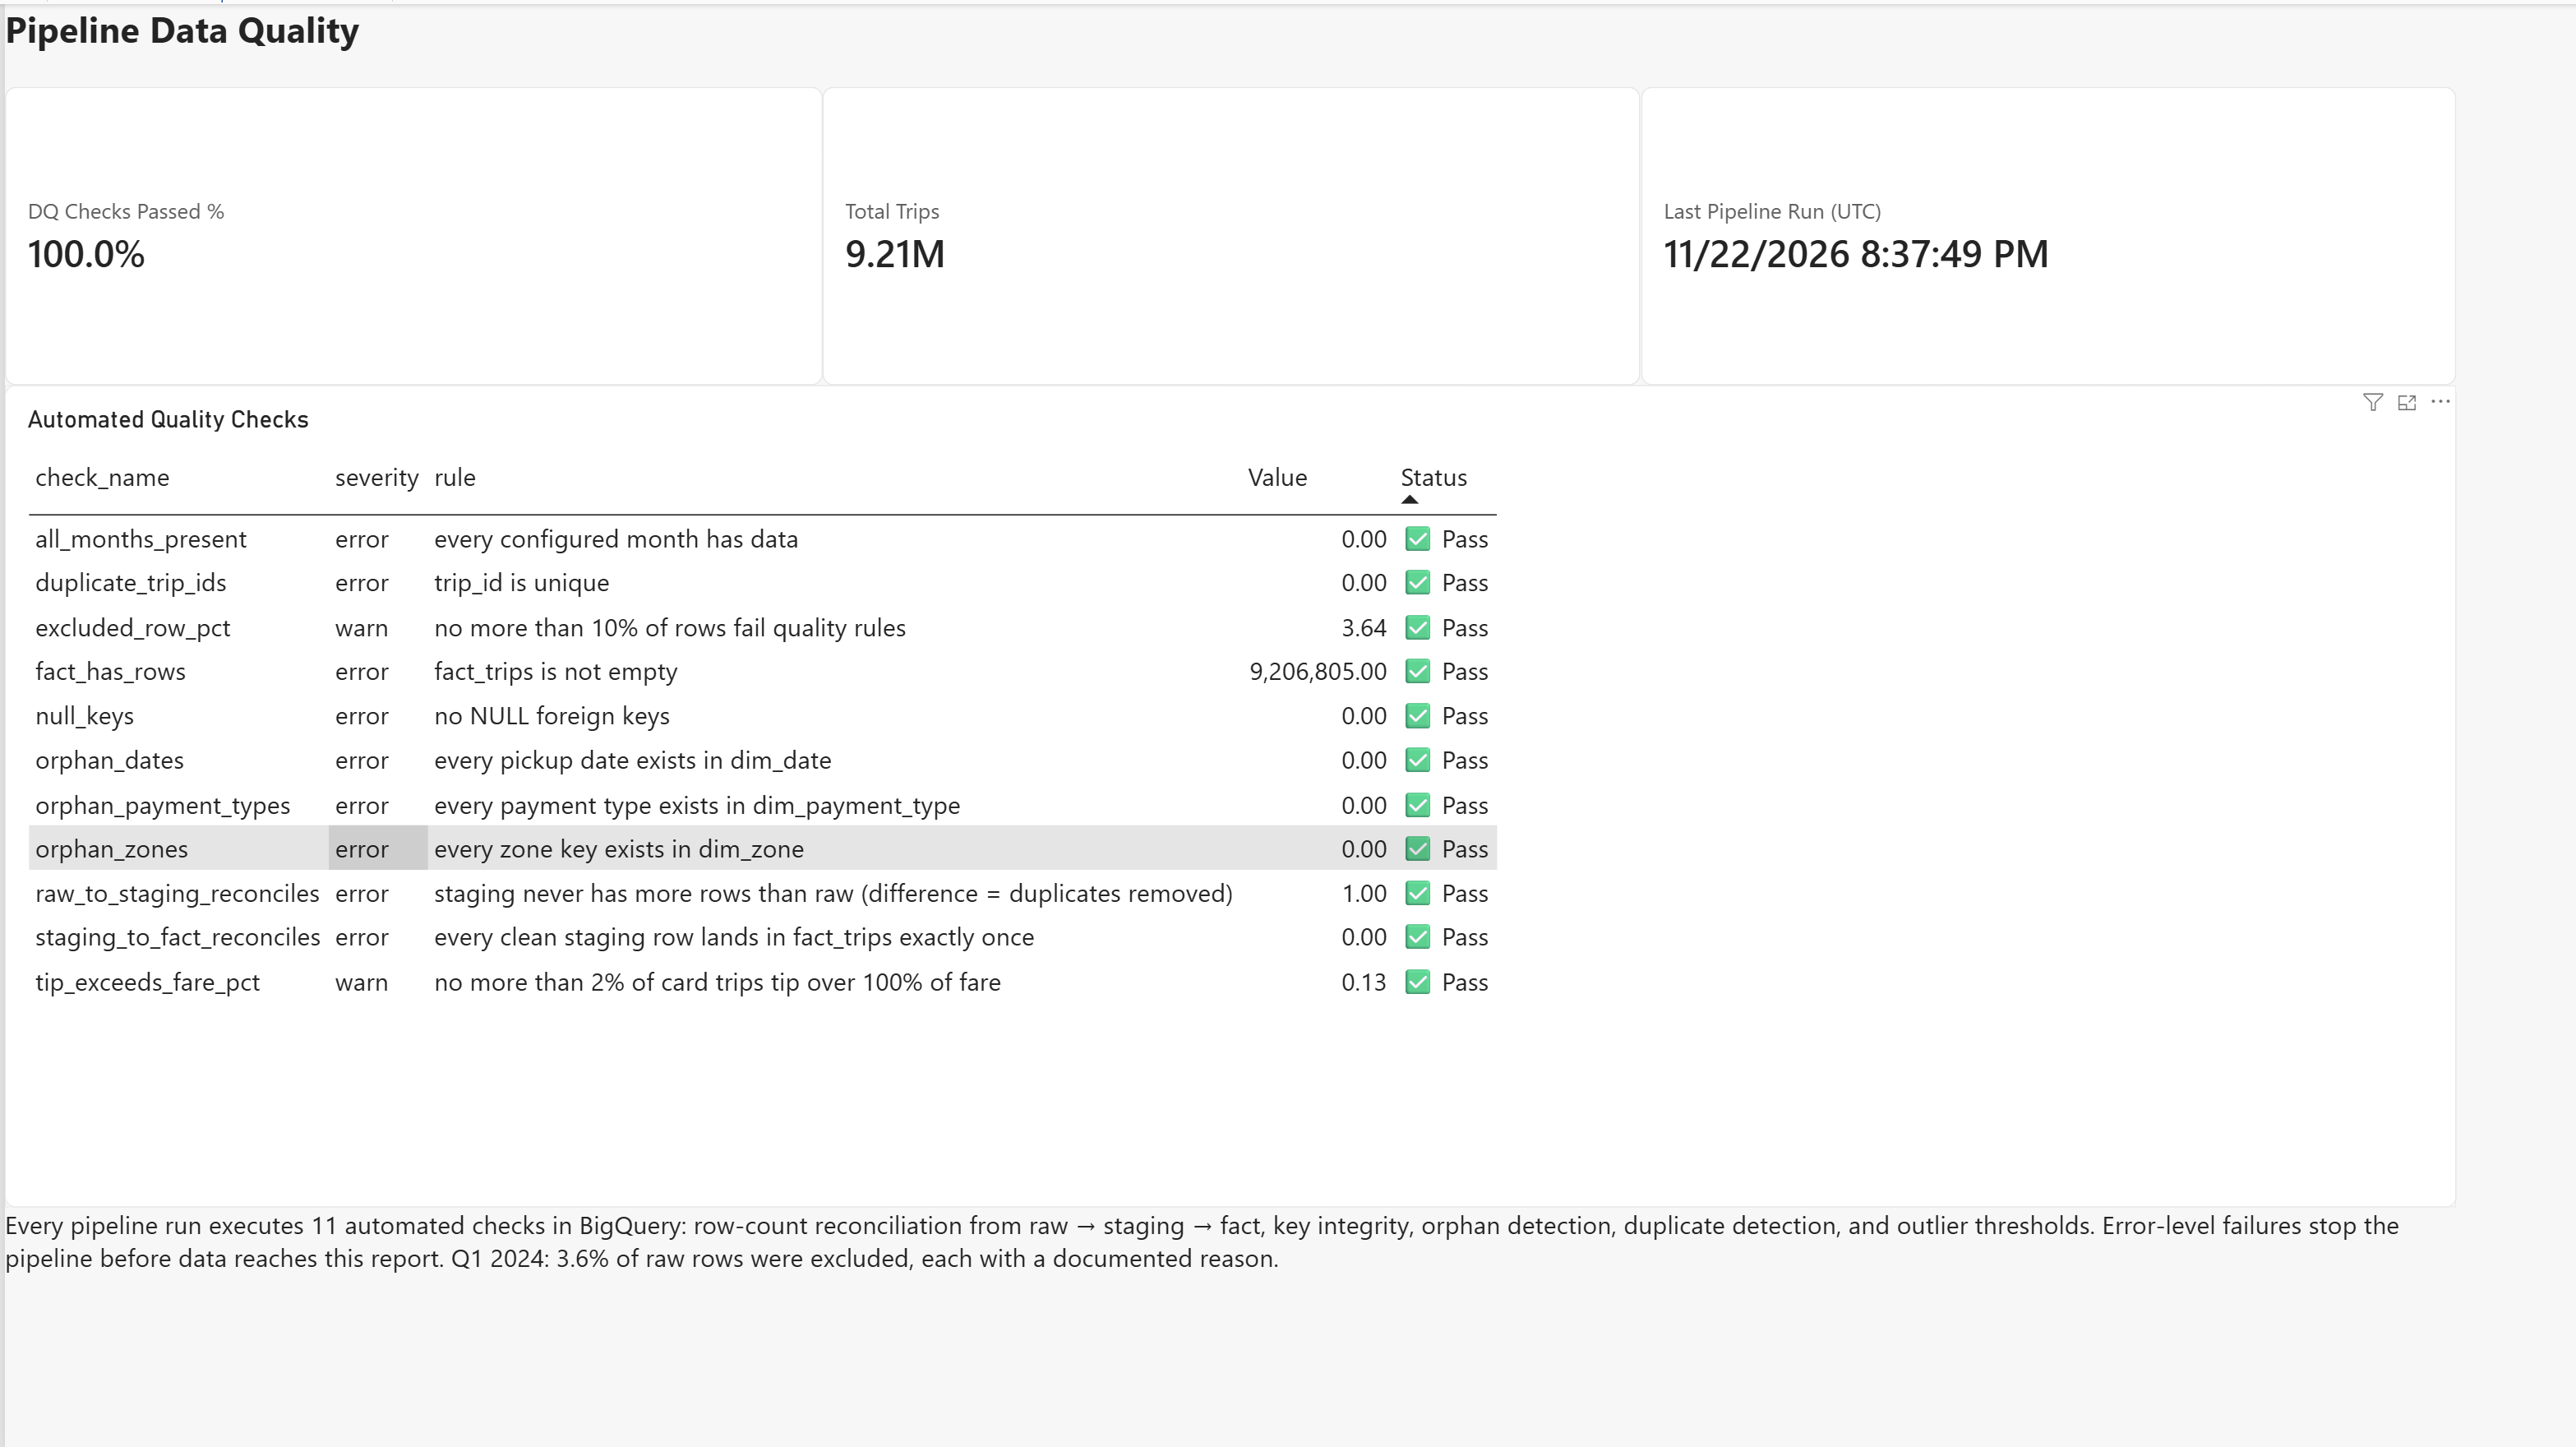 Pipeline Data Quality
DQ Checks Passed %
100.0%
Total Trips
9.21M
Last Pipeline Run (UTC)
11/22/2026 8:37:49 PM
Automated Quality Checks
check_name severity rule Value Status
all_months_present error every configured month has data 0.00 ✅ Pass
duplicate_trip_ids error trip_id is unique 0.00 ✅ Pass
excluded_row_pct warn no more than 10% of rows fail quality rules 3.64 ✅ Pass
fact_has_rows error fact_trips is not empty 9,206,805.00 ✅ Pass
null_keys error no NULL foreign keys 0.00 ✅ Pass
orphan_dates error every pickup date exists in dim_date 0.00 ✅ Pass
orphan_payment_types error every payment type exists in dim_payment_type 0.00 ✅ Pass
orphan_zones error every zone key exists in dim_zone 0.00 ✅ Pass
raw_to_staging_reconciles error staging never has more rows than raw (difference = duplicates removed) 1.00 ✅ Pass
staging_to_fact_reconciles error every clean staging row lands in fact_trips exactly once 0.00 ✅ Pass
tip_exceeds_fare_pct warn no more than 2% of card trips tip over 100% of fare 0.13 ✅ Pass
Every pipeline run executes 11 automated checks in BigQuery: row-count reconciliation from raw → staging → fact, key integrity, orphan detection, duplicate detection, and outlier thresholds. Error-level failures stop the
pipeline before data reaches this report. Q1 2024: 3.6% of raw rows were excluded, each with a documented reason.